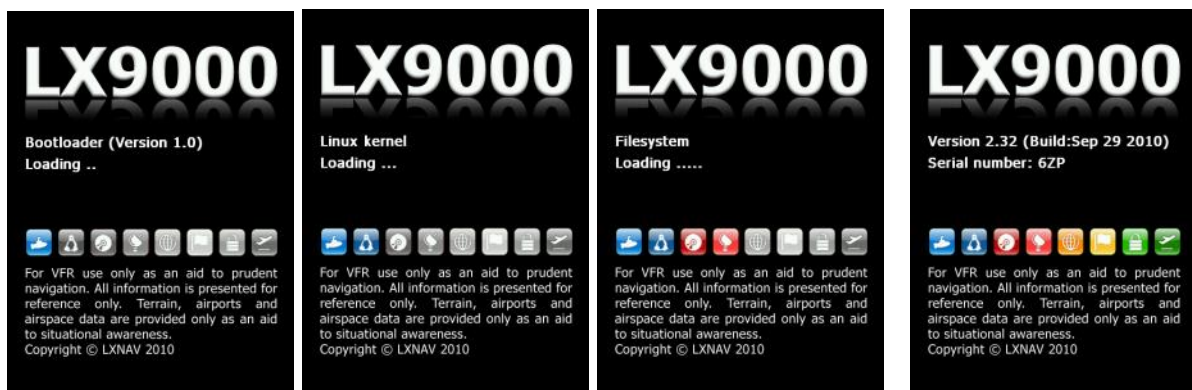 LX9000
Bootloader (Version 1.0)
Loading ..
For VFR use only as an aid to prudent
navigation. All information is presented for
reference only. Terrain, airports and
airspace data are provided only as an aid
to situational awareness.
Copyright © LXNAV 2010
LX9000
Linux kernel
Loading ...
For VFR use only as an aid to prudent
navigation. All information is presented for
reference only. Terrain, airports and
airspace data are provided only as an aid
to situational awareness.
Copyright © LXNAV 2010
LX9000
Filesystem
Loading .....
For VFR use only as an aid to prudent
navigation. All information is presented for
reference only. Terrain, airports and
airspace data are provided only as an aid
to situational awareness.
Copyright © LXNAV 2010
LX9000
Version 2.32 (Build:Sep 29 2010)
Serial number: 6ZP
For VFR use only as an aid to prudent
navigation. All information is presented for
reference only. Terrain, airports and
airspace data are provided only as an aid
to situational awareness.
Copyright © LXNAV 2010